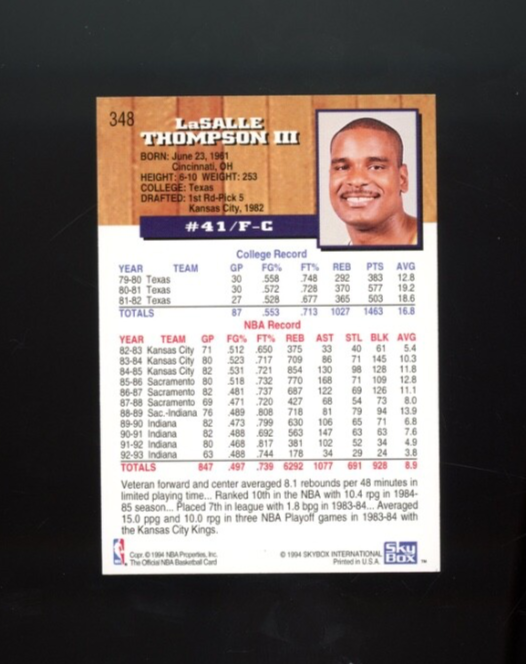 348
LaSALLE
THOMPSON III
BORN: June 23, 1961
Cincinnati, OH
HEIGHT: 6-10 WEIGHT: 253
COLLEGE: Texas
DRAFTED: 1st Rd-Pick 5
Kansas City, 1982
#41/F-C
College Record
YEAR TEAM GP FG% FT% REB PTS AVG
79-80 Texas 30 .558 .748 292 383 12.8
80-81 Texas 30 .572 .728 370 577 19.2
81-82 Texas 27 .528 .677 365 503 18.6
TOTALS 87 .553 .713 1027 1463 16.8
NBA Record
YEAR TEAM GP FG% FT% REB AST STL BLK AVG
82-83 Kansas City 71 .512 .650 375 33 40 61 5.4
83-84 Kansas City 80 .523 .717 709 86 71 145 10.3
84-85 Kansas City 82 .531 .721 854 130 98 128 11.8
85-86 Sacramento 80 .518 .732 770 168 71 109 12.8
86-87 Sacramento 82 .481 .737 687 122 69 126 11.1
87-88 Sacramento 69 .471 .720 427 68 54 73 8.0
88-89 Sac.-Indiana 76 .489 .808 718 81 79 94 13.9
89-90 Indiana 82 .473 .799 630 106 65 71 6.8
90-91 Indiana 82 .488 .692 563 147 63 63 7.6
91-92 Indiana 80 .468 .817 381 102 52 34 4.9
92-93 Indiana 63 .488 .744 178 34 29 24 3.8
TOTALS 847 .497 .739 6292 1077 691 928 8.9
Veteran forward and center averaged 8.1 rebounds per 48 minutes in
limited playing time... Ranked 10th in the NBA with 10.4 rpg in 1984-
85 season... Placed 7th in league with 1.8 bpg in 1983-84... Averaged
15.0 ppg and 10.0 rpg in three NBA Playoff games in 1983-84 with
the Kansas City Kings.
Copr. © 1994 NBA Properties, Inc.
The Official NBA Basketball Card
© 1994 SKYBOX INTERNATIONAL
Printed in U.S.A.
SkyBox ™